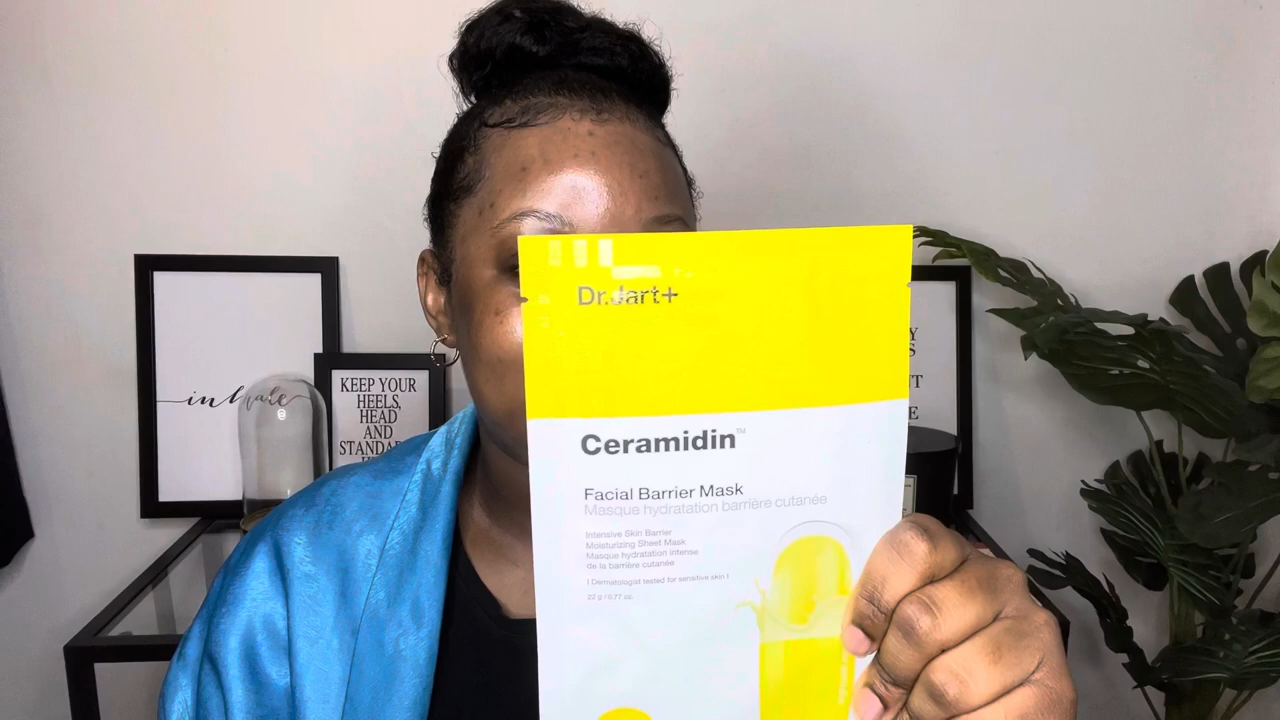 inhale
KEEP YOUR
HEELS,
HEAD
AND
Dr.Jart+
Ceramidin™
Facial Barrier Mask
Masque hydratation barrière cutanée
Intensive Skin Barrier
Moisturizing Sheet Mask
Masque hydratation intense
de la barrière cutanée
| Dermatologist tested for sensitive skin |
22 g / 0.77 oz.